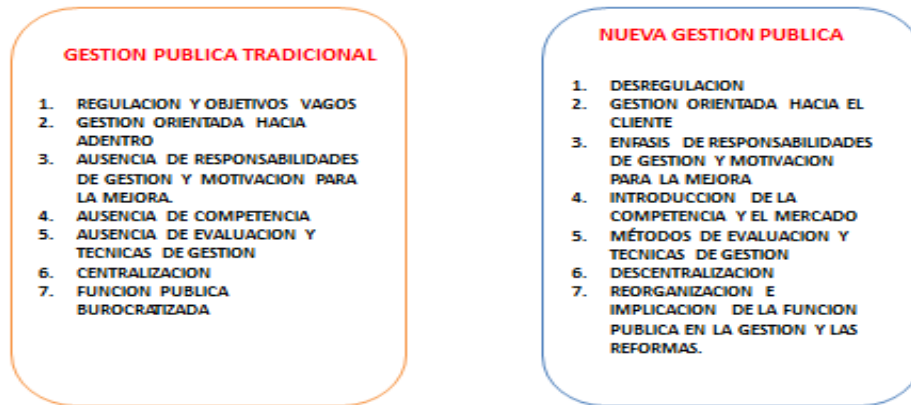 GESTION PUBLICA TRADICIONAL
1. REGULACION Y OBJETIVOS VAGOS
2. GESTION ORIENTADA HACIA
ADENTRO
3. AUSENCIA DE RESPONSABILIDADES
DE GESTION Y MOTIVACION PARA
LA MEJORA.
4. AUSENCIA DE COMPETENCIA
5. AUSENCIA DE EVALUACION Y
TECNICAS DE GESTION
6. CENTRALIZACION
7. FUNCION PUBLICA
BUROCRATIZADA
NUEVA GESTION PUBLICA
1. DESREGULACION
2. GESTION ORIENTADA HACIA EL
CLIENTE
3. ENFASIS DE RESPONSABILIDADES
DE GESTION Y MOTIVACION
PARA LA MEJORA
4. INTRODUCCION DE LA
COMPETENCIA Y EL MERCADO
5. MÉTODOS DE EVALUACION Y
TECNICAS DE GESTION
6. DESCENTRALIZACION
7. REORGANIZACION E
IMPLICACION DE LA FUNCION
PUBLICA EN LA GESTION Y LAS
REFORMAS.